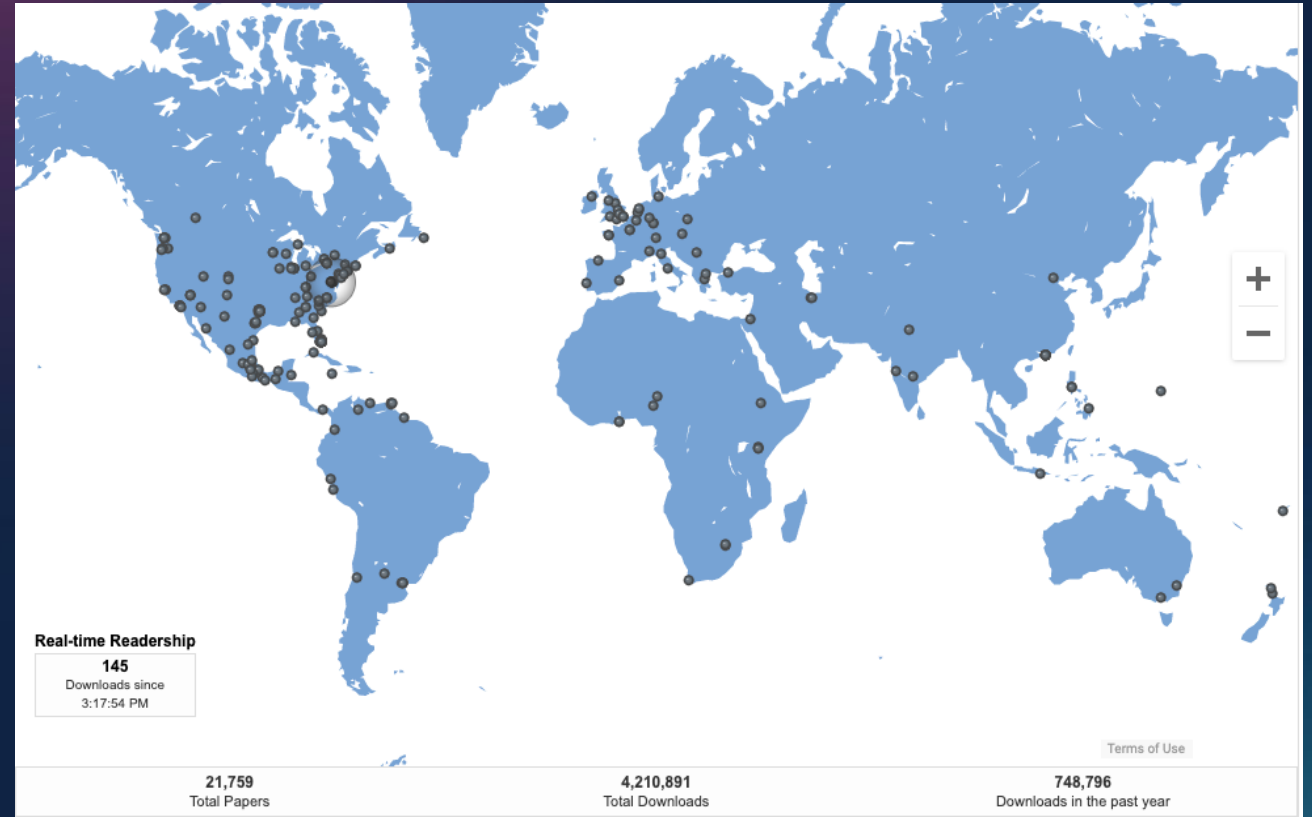 Real-time Readership
145
Downloads since
3:17:54 PM
Terms of Use
21,759
Total Papers
4,210,891
Total Downloads
748,796
Downloads in the past year